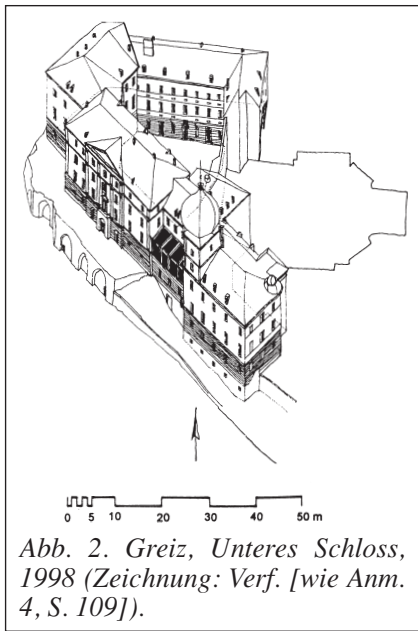 0 5 10 20 30 40 50 m
Abb. 2. Greiz, Unteres Schloss,
1998 (Zeichnung: Verf. [wie Anm.
4, S. 109]).